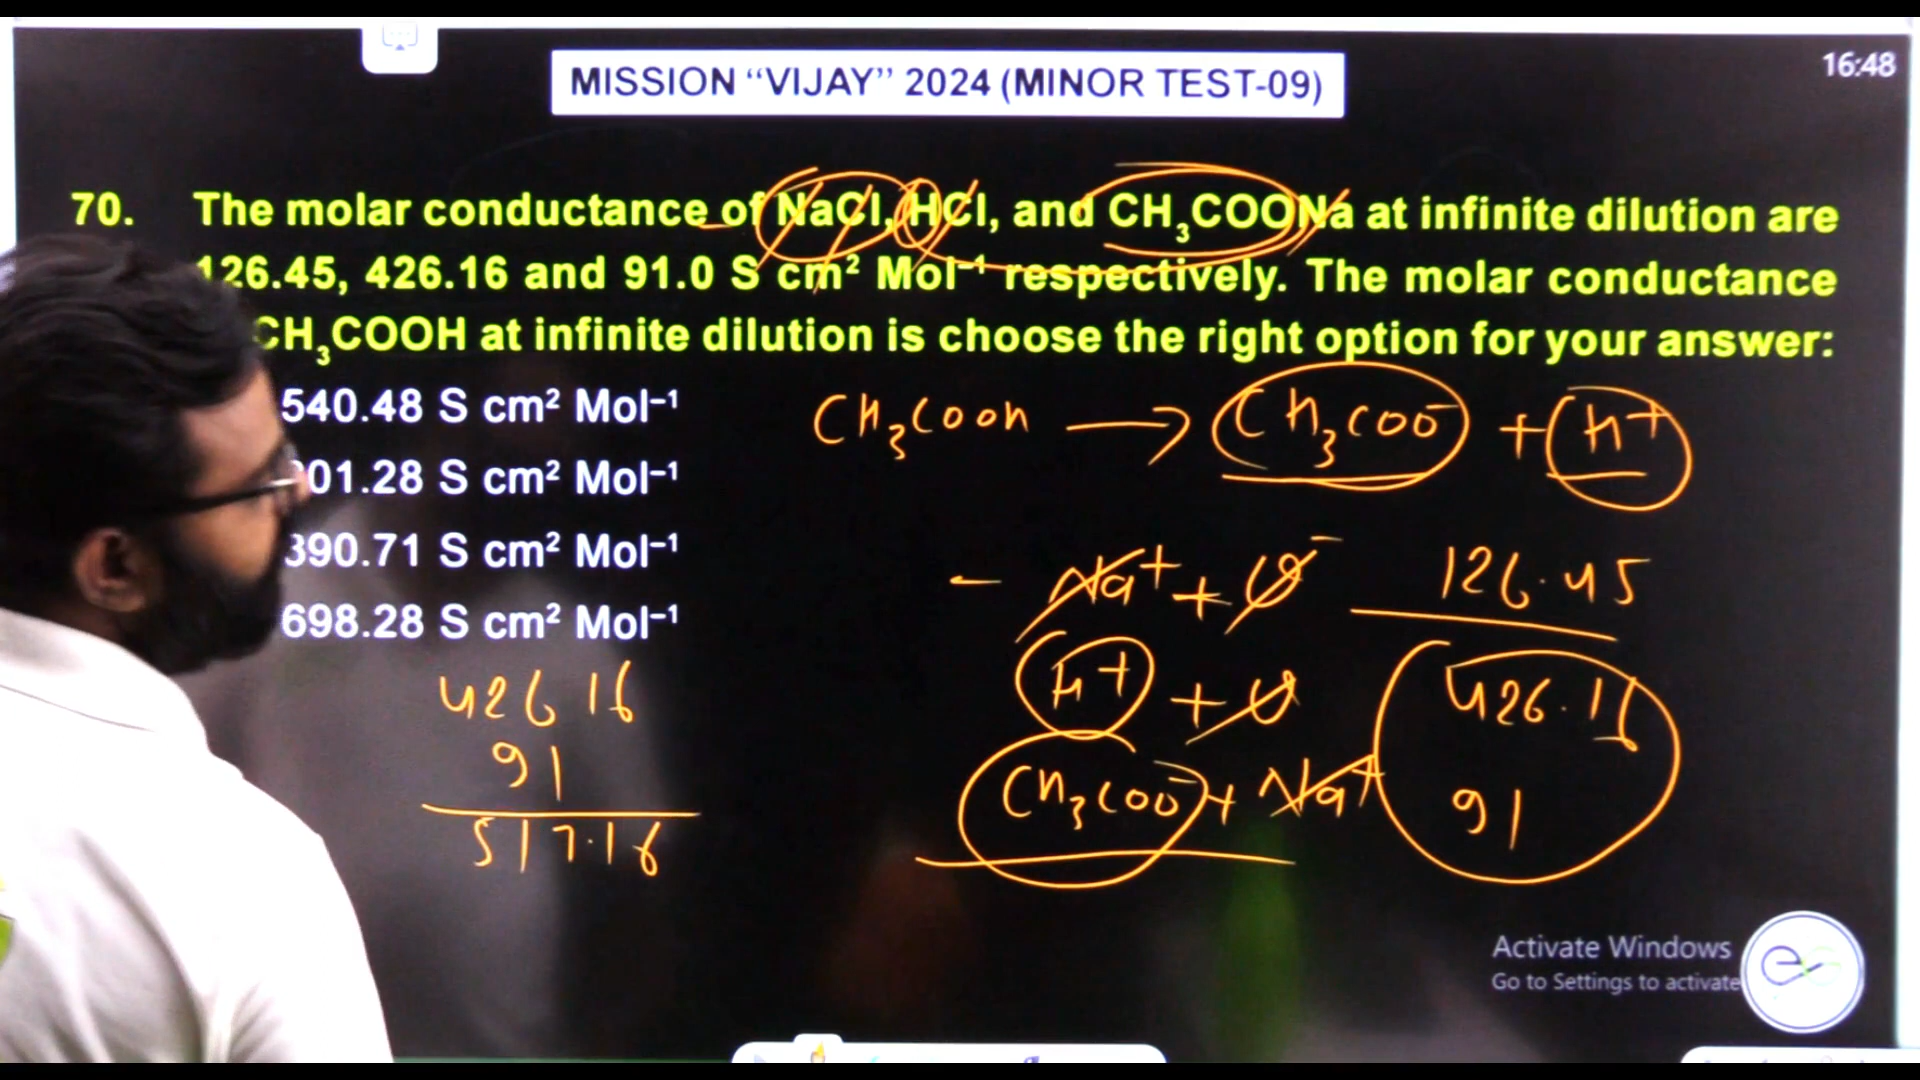 16:48
MISSION “VIJAY” 2024 (MINOR TEST-09)
70. The molar conductance of NaCl, HCl, and CH₃COONa at infinite dilution are
126.45, 426.16 and 91.0 S cm² Mol⁻¹ respectively. The molar conductance
CH₃COOH at infinite dilution is choose the right option for your answer:
540.48 S cm² Mol⁻¹
01.28 S cm² Mol⁻¹
390.71 S cm² Mol⁻¹
698.28 S cm² Mol⁻¹
CH₃COOH → CH₃COO⁻ + H⁺
- Na⁺ + Cl⁻ 126.45
H⁺ + Cl 426.16
CH₃COO⁻ + Na⁺ 91
426 16
91
517.16
Activate Windows
Go to Settings to activate